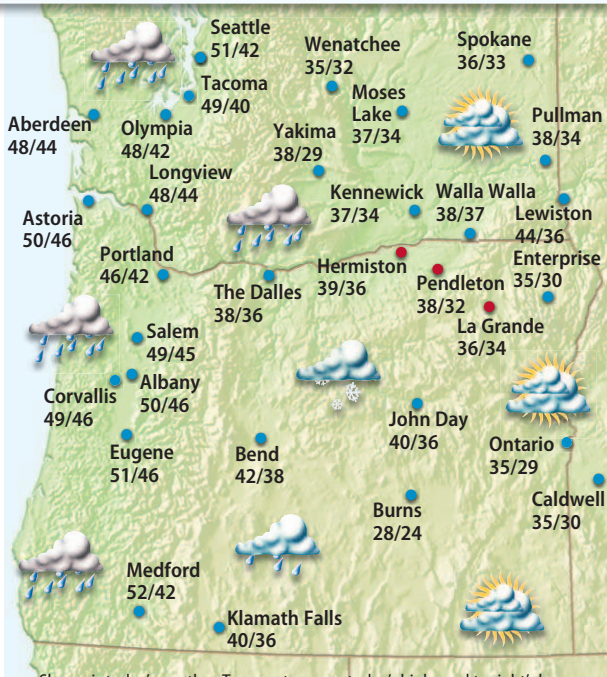 Seattle
51/42
Wenatchee
35/32
Spokane
36/33
Tacoma
49/40
Moses
Lake
37/34
Aberdeen
48/44
Olympia
48/42
Yakima
38/29
Pullman
38/34
Longview
48/44
Kennewick
37/34
Walla Walla
38/37
Lewiston
44/36
Astoria
50/46
Portland
46/42
The Dalles
38/36
Hermiston
39/36
Pendleton
38/32
Enterprise
35/30
La Grande
36/34
Salem
49/45
Corvallis
49/46
Albany
50/46
John Day
40/36
Eugene
51/46
Bend
42/38
Ontario
35/29
Burns
28/24
Caldwell
35/30
Medford
52/42
Klamath Falls
40/36